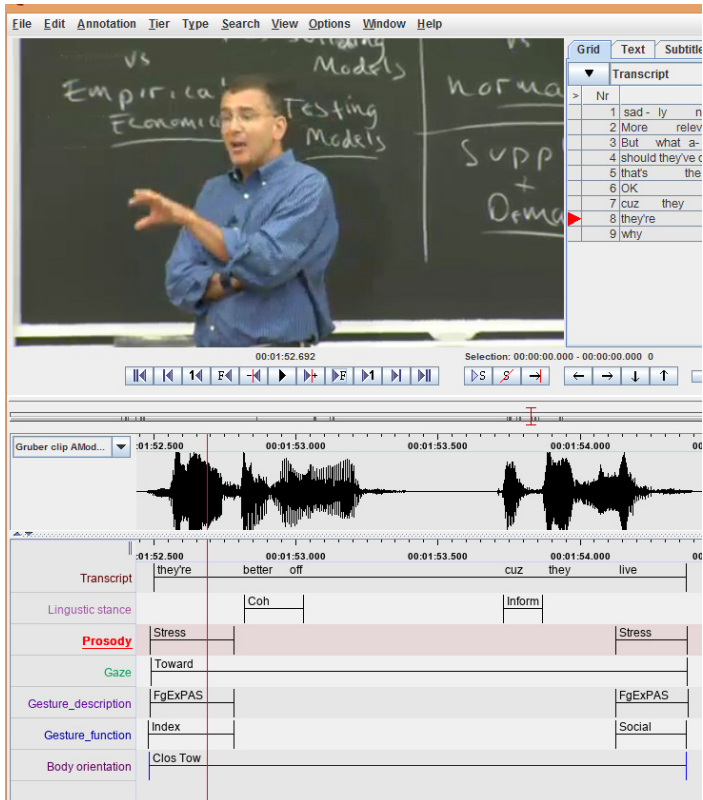 File Edit Annotation Tier Type Search View Options Window Help
vs
Models
Empirical
Economic
Testing
Models
norma
Supp
+
Dema
Grid Text Subtitle
Transcript
> Nr
1 sad - ly n
2 More relev
3 But what a-
4 should they've c
5 that's the
6 OK
7 cuz they
8 they're
9 why
00:01:52.692
Selection: 00:00:00.000 - 00:00:00.000 0
1 F + F 1 S S
Gruber clip AMod...
:01:52.500 00:01:53.000 00:01:53.500 00:01:54.000 00
:01:52.500 00:01:53.000 00:01:53.500 00:01:54.000 00
Transcript they're better off cuz they live
Lingustic stance Coh Inform
Prosody Stress Stress
Gaze Toward
Gesture_description FgExPAS FgExPAS
Gesture_function Index Social
Body orientation Clos Tow